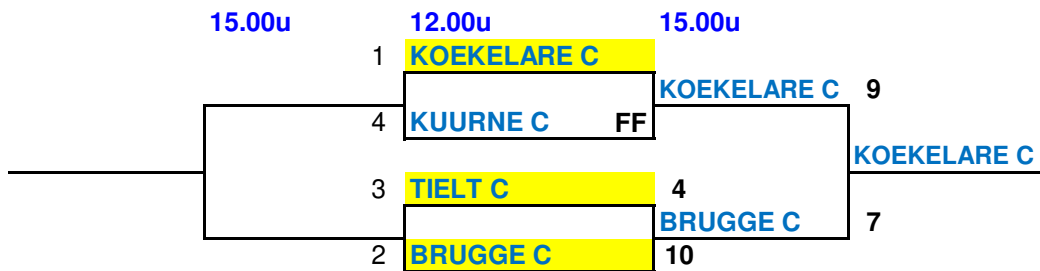 15.00u 12.00u 15.00u
1 KOEKELARE C
KOEKELARE C 9
4 KUURNE C FF
KOEKELARE C
3 TIELT C 4
BRUGGE C 7
2 BRUGGE C 10